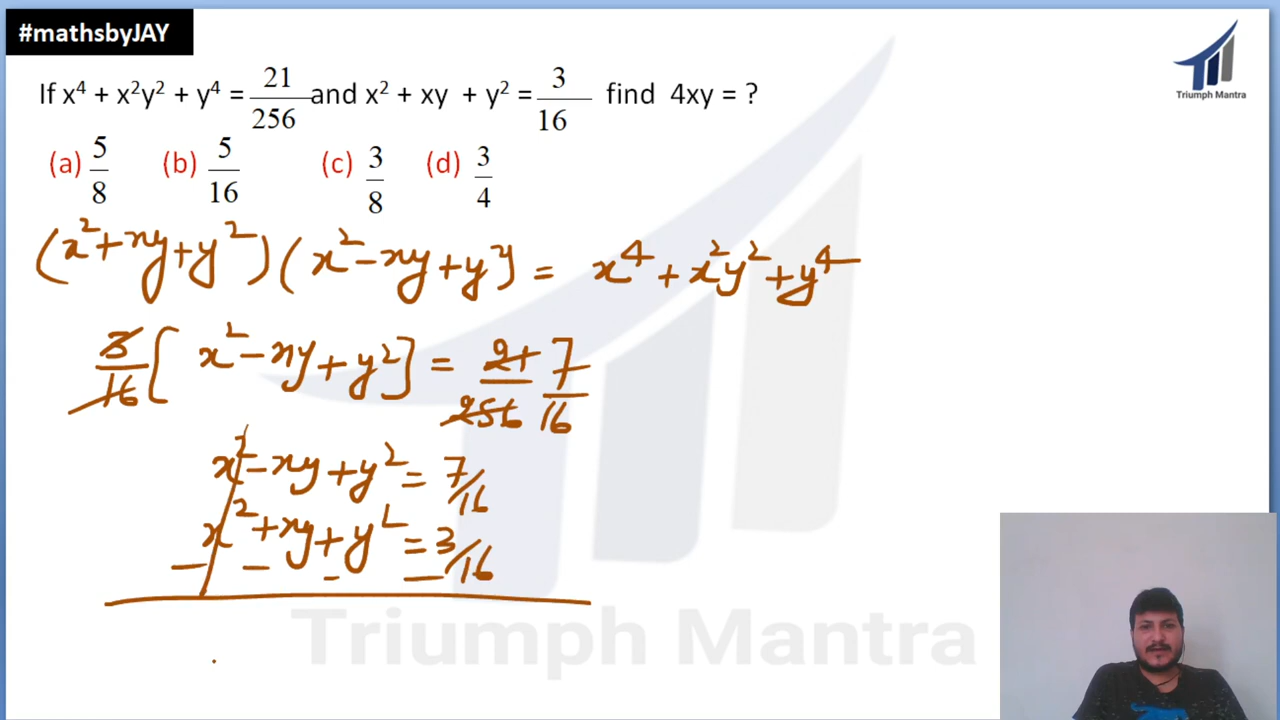 #mathsbyJAY
Triumph Mantra
If x⁴ + x²y² + y⁴ = 21/256 and x² + xy + y² = 3/16 find 4xy = ?
(a) 5/8 (b) 5/16 (c) 3/8 (d) 3/4
(x²+xy+y²)(x²-xy+y²) = x⁴+x²y²+y⁴
3/16[x²-xy+y²] = 21/256 7/16
x²-xy+y² = 7/16
x²+xy+y² = 3/16
- - - -
Triumph Mantra